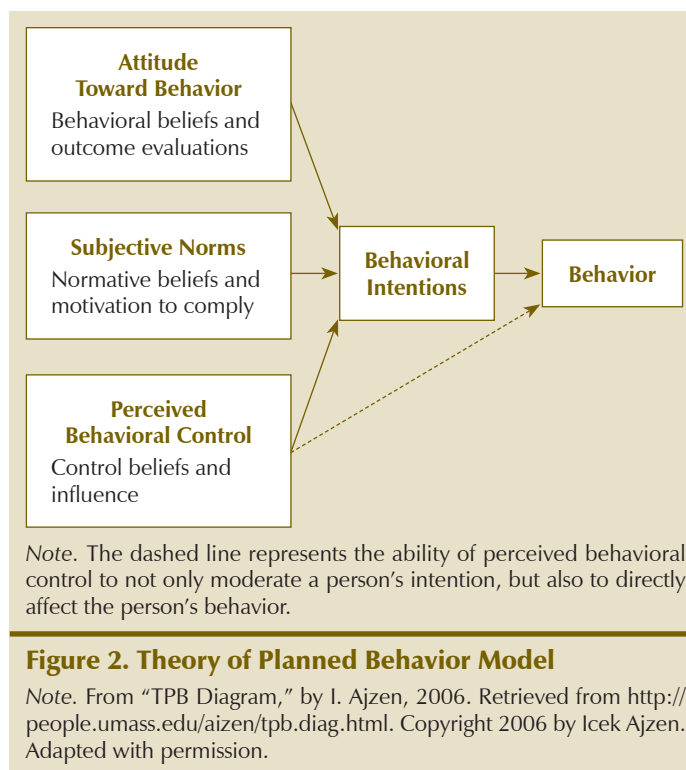 Attitude
Toward Behavior
Behavioral beliefs and
outcome evaluations
Subjective Norms
Normative beliefs and
motivation to comply
Perceived
Behavioral Control
Control beliefs and
influence
Behavioral
Intentions
Behavior
Note. The dashed line represents the ability of perceived behavioral
control to not only moderate a person’s intention, but also to directly
affect the person’s behavior.
Figure 2. Theory of Planned Behavior Model
Note. From “TPB Diagram,” by I. Ajzen, 2006. Retrieved from http://
people.umass.edu/aizen/tpb.diag.html. Copyright 2006 by Icek Ajzen.
Adapted with permission.